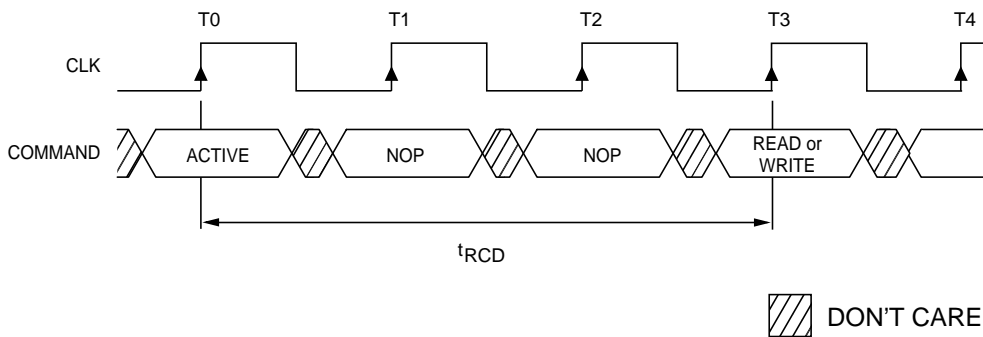 T0 T1 T2 T3 T4
CLK
COMMAND ACTIVE NOP NOP READ or
WRITE
tRCD
DON'T CARE